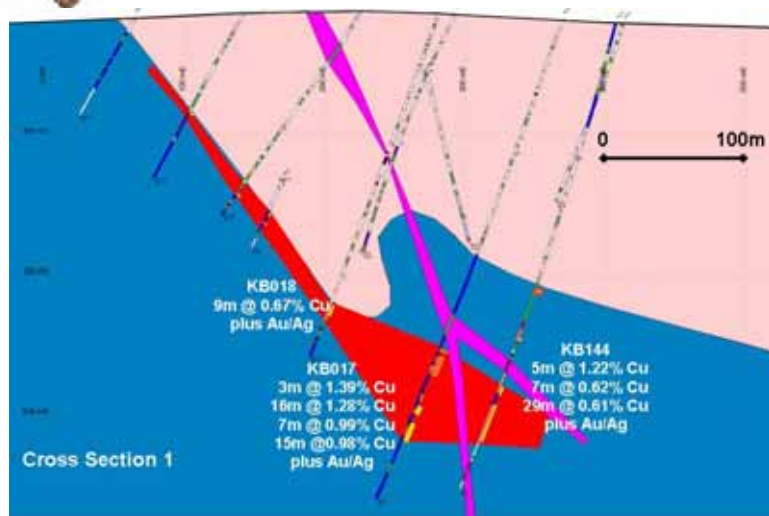 0 100m
KB018
9m @ 0.67% Cu
plus Au/Ag
KB017
3m @ 1.39% Cu
16m @ 1.28% Cu
7m @ 0.99% Cu
15m @0.98% Cu
plus Au/Ag
KB144
5m @ 1.22% Cu
7m @ 0.62% Cu
29m @ 0.61% Cu
plus Au/Ag
Cross Section 1